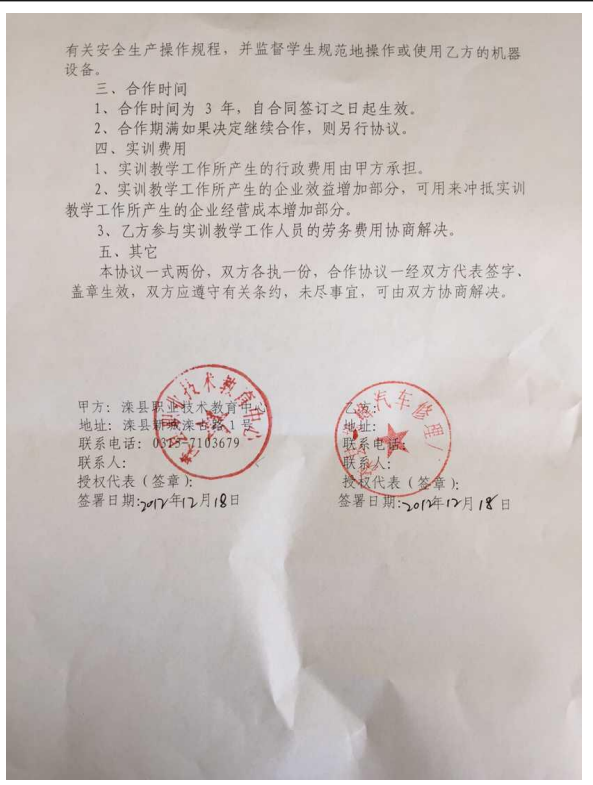 有关安全生产操作规程，并监督学生规范地操作或使用乙方的机器
设备。
三、合作时间
1、合作时间为 3 年，自合同签订之日起生效。
2、合作期满如果决定继续合作，则另行协议。
四、实训费用
1、实训教学工作所产生的行政费用由甲方承担。
2、实训教学工作所产生的企业效益增加部分，可用来冲抵实训
教学工作所产生的企业经营成本增加部分。
3、乙方参与实训教学工作人员的劳务费用协商解决。
五、其它
本协议一式两份，双方各执一份，合作协议一经双方代表签字、
盖章生效，双方应遵守有关条约，未尽事宜，可由双方协商解决。
甲方：滦县职业技术教育中心
地址：滦县新城滦古路 1 号
联系电话：0315-7103679
联系人：
授权代表（签章）：
签署日期：2012年12月18日
职业技术教育中心
乙方：
地址：
联系电话：
联系人：
授权代表（签章）：
签署日期：2012年12月18日
汽车修理厂